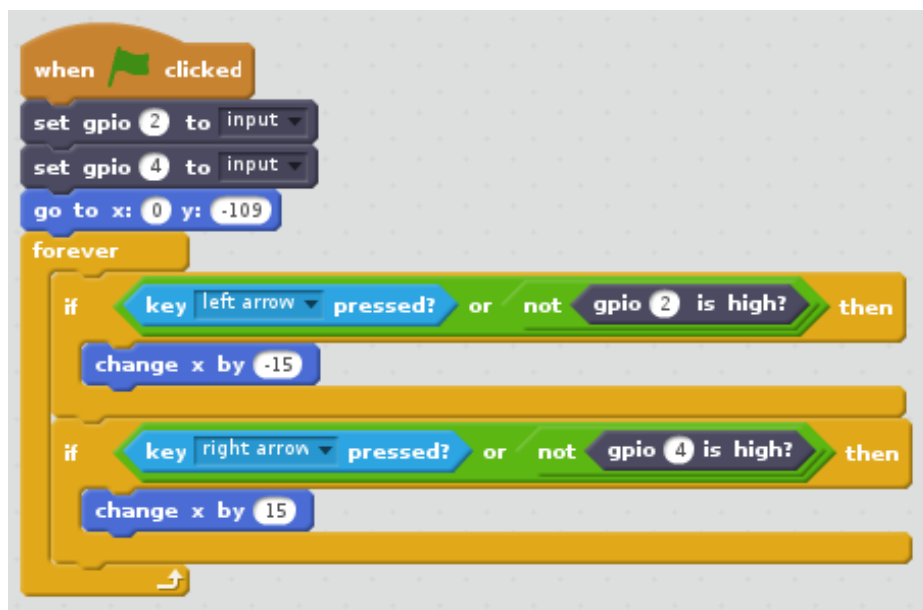 when clicked
set gpio 2 to input
set gpio 4 to input
go to x: 0 y: -109
forever
if key left arrow pressed? or not gpio 2 is high? then
change x by -15
if key right arrow pressed? or not gpio 4 is high? then
change x by 15